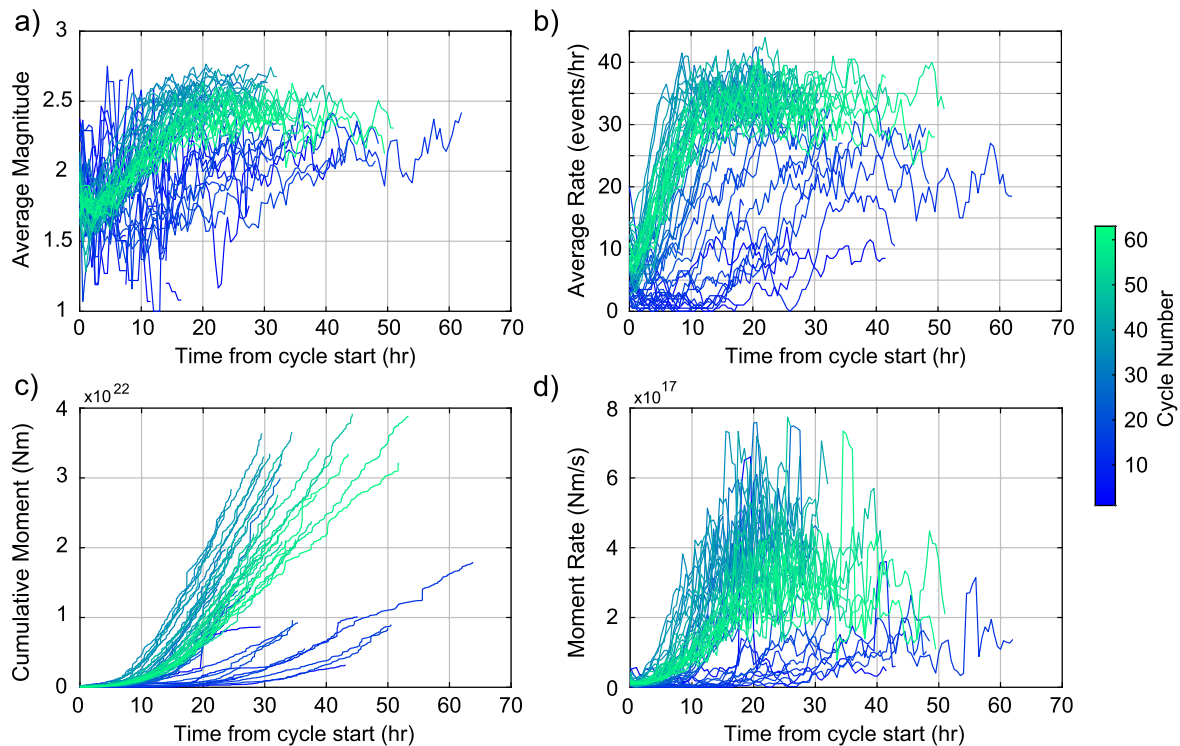 a)
3
2.5
2
1.5
1
Average Magnitude
0 10 20 30 40 50 60 70
Time from cycle start (hr)
b)
40
30
20
10
0
Average Rate (events/hr)
0 10 20 30 40 50 60 70
Time from cycle start (hr)
c)
x10 22
4
3
2
1
0
Cumulative Moment (Nm)
0 10 20 30 40 50 60 70
Time from cycle start (hr)
d)
x10 17
8
6
4
2
0
Moment Rate (Nm/s)
0 10 20 30 40 50 60 70
Time from cycle start (hr)
60
50
40
30
20
10
Cycle Number